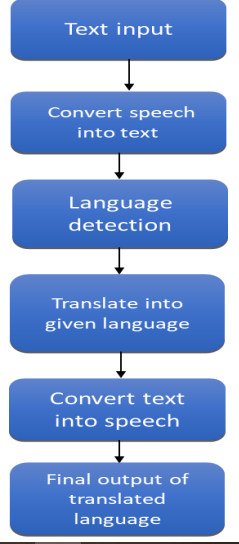 Text input
Convert speech
into text
Language
detection
Translate into
given language
Convert text
into speech
Final output of
translated
language